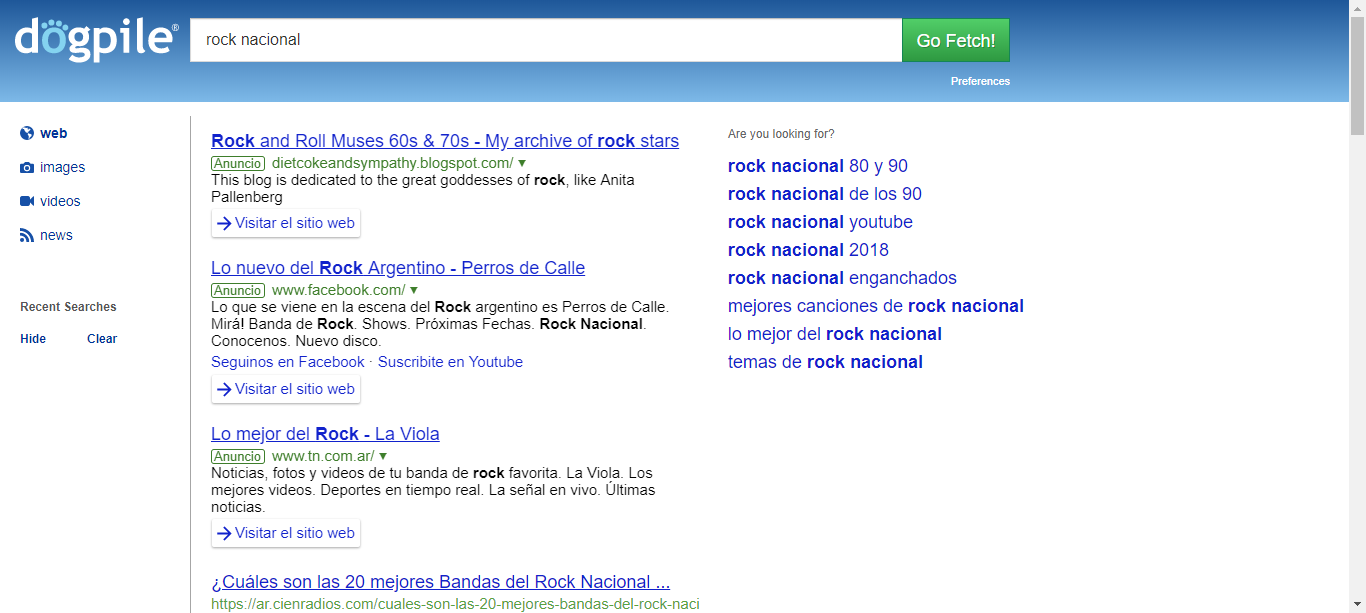 dogpile®
rock nacional
Go Fetch!
Preferences
web
images
videos
news
Recent Searches
Hide Clear
Rock and Roll Muses 60s & 70s - My archive of rock stars
Anuncio dietcokeandsympathy.blogspot.com/ ▼
This blog is dedicated to the great goddesses of rock, like Anita
Pallenberg
Visitar el sitio web
Lo nuevo del Rock Argentino - Perros de Calle
Anuncio www.facebook.com/ ▼
Lo que se viene en la escena del Rock argentino es Perros de Calle.
Mirá! Banda de Rock. Shows. Próximas Fechas. Rock Nacional.
Conocenos. Nuevo disco.
Seguinos en Facebook · Suscribite en Youtube
Visitar el sitio web
Lo mejor del Rock - La Viola
Anuncio www.tn.com.ar/ ▼
Noticias, fotos y videos de tu banda de rock favorita. La Viola. Los
mejores videos. Deportes en tiempo real. La señal en vivo. Últimas
noticias.
Visitar el sitio web
¿Cuáles son las 20 mejores Bandas del Rock Nacional ...
https://ar.cienradios.com/cuales-son-las-20-mejores-bandas-del-rock-naci
Are you looking for?
rock nacional 80 y 90
rock nacional de los 90
rock nacional youtube
rock nacional 2018
rock nacional enganchados
mejores canciones de rock nacional
lo mejor del rock nacional
temas de rock nacional